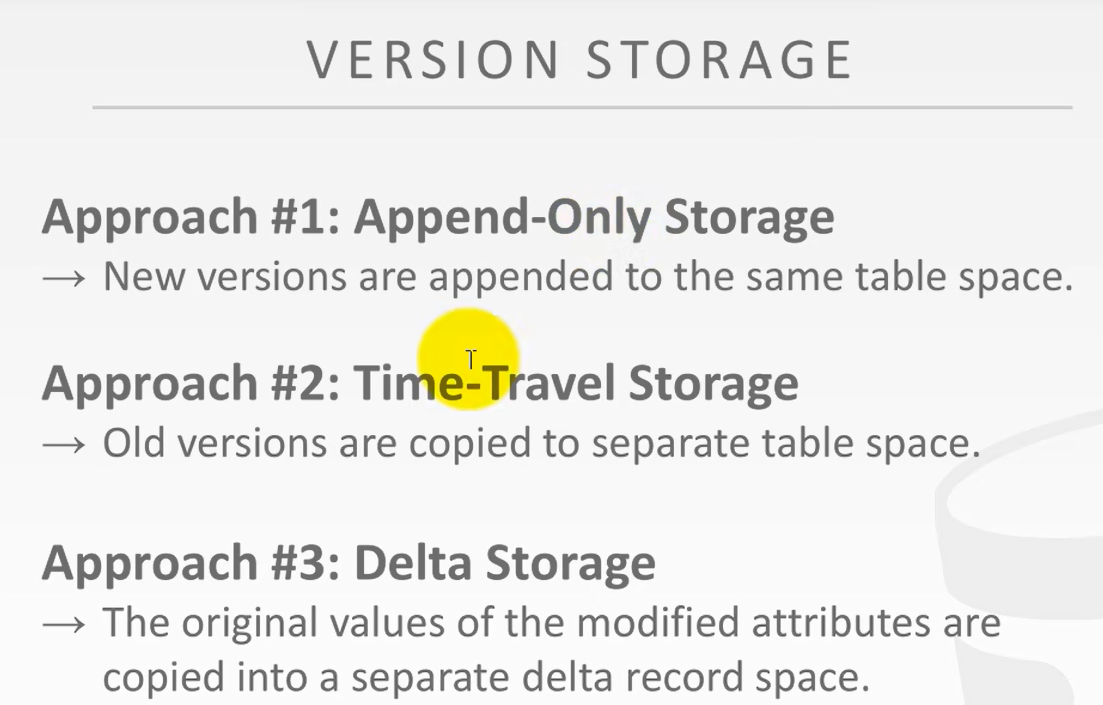 VERSION STORAGE
Approach #1: Append-Only Storage
→ New versions are appended to the same table space.
Approach #2: Time-Travel Storage
→ Old versions are copied to separate table space.
Approach #3: Delta Storage
→ The original values of the modified attributes are
copied into a separate delta record space.